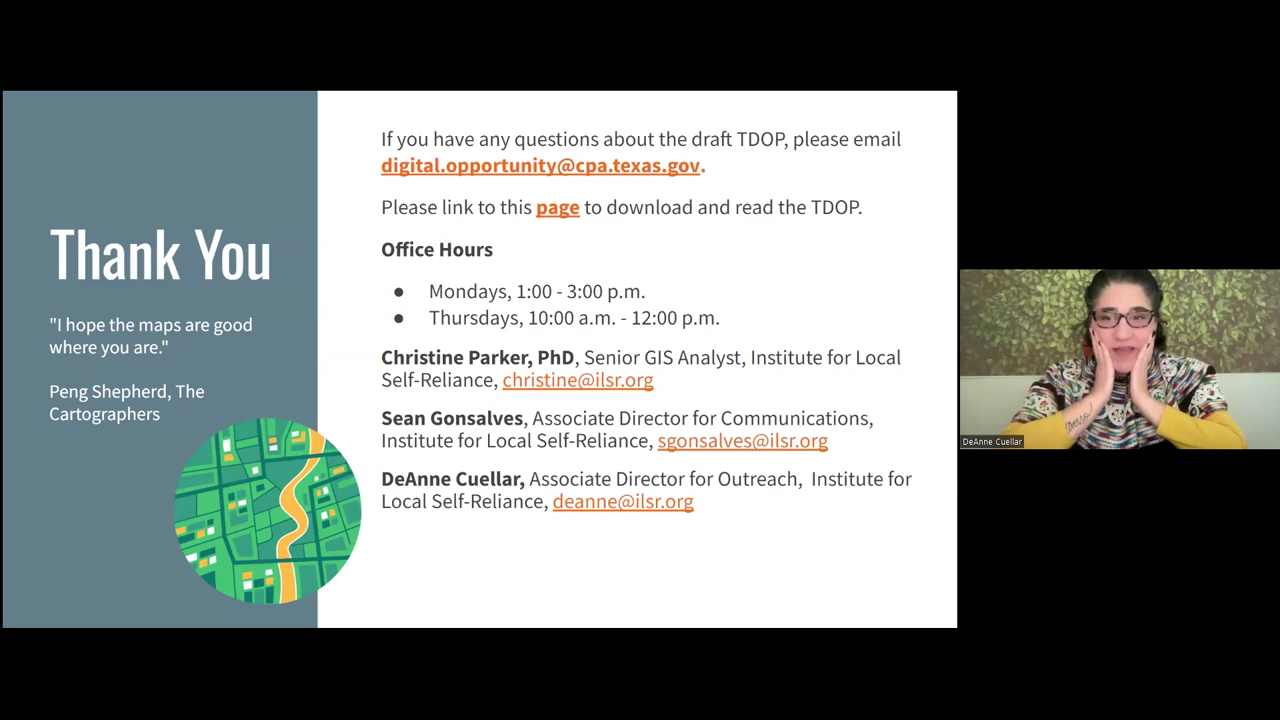 Thank You
"I hope the maps are good
where you are."
Peng Shepherd, The
Cartographers
If you have any questions about the draft TDOP, please email
digital.opportunity@cpa.texas.gov.
Please link to this page to download and read the TDOP.
Office Hours
● Mondays, 1:00 - 3:00 p.m.
● Thursdays, 10:00 a.m. - 12:00 p.m.
Christine Parker, PhD, Senior GIS Analyst, Institute for Local
Self-Reliance, christine@ilsr.org
Sean Gonsalves, Associate Director for Communications,
Institute for Local Self-Reliance, sgonsalves@ilsr.org
DeAnne Cuellar, Associate Director for Outreach, Institute for
Local Self-Reliance, deanne@ilsr.org
DeAnne Cuellar